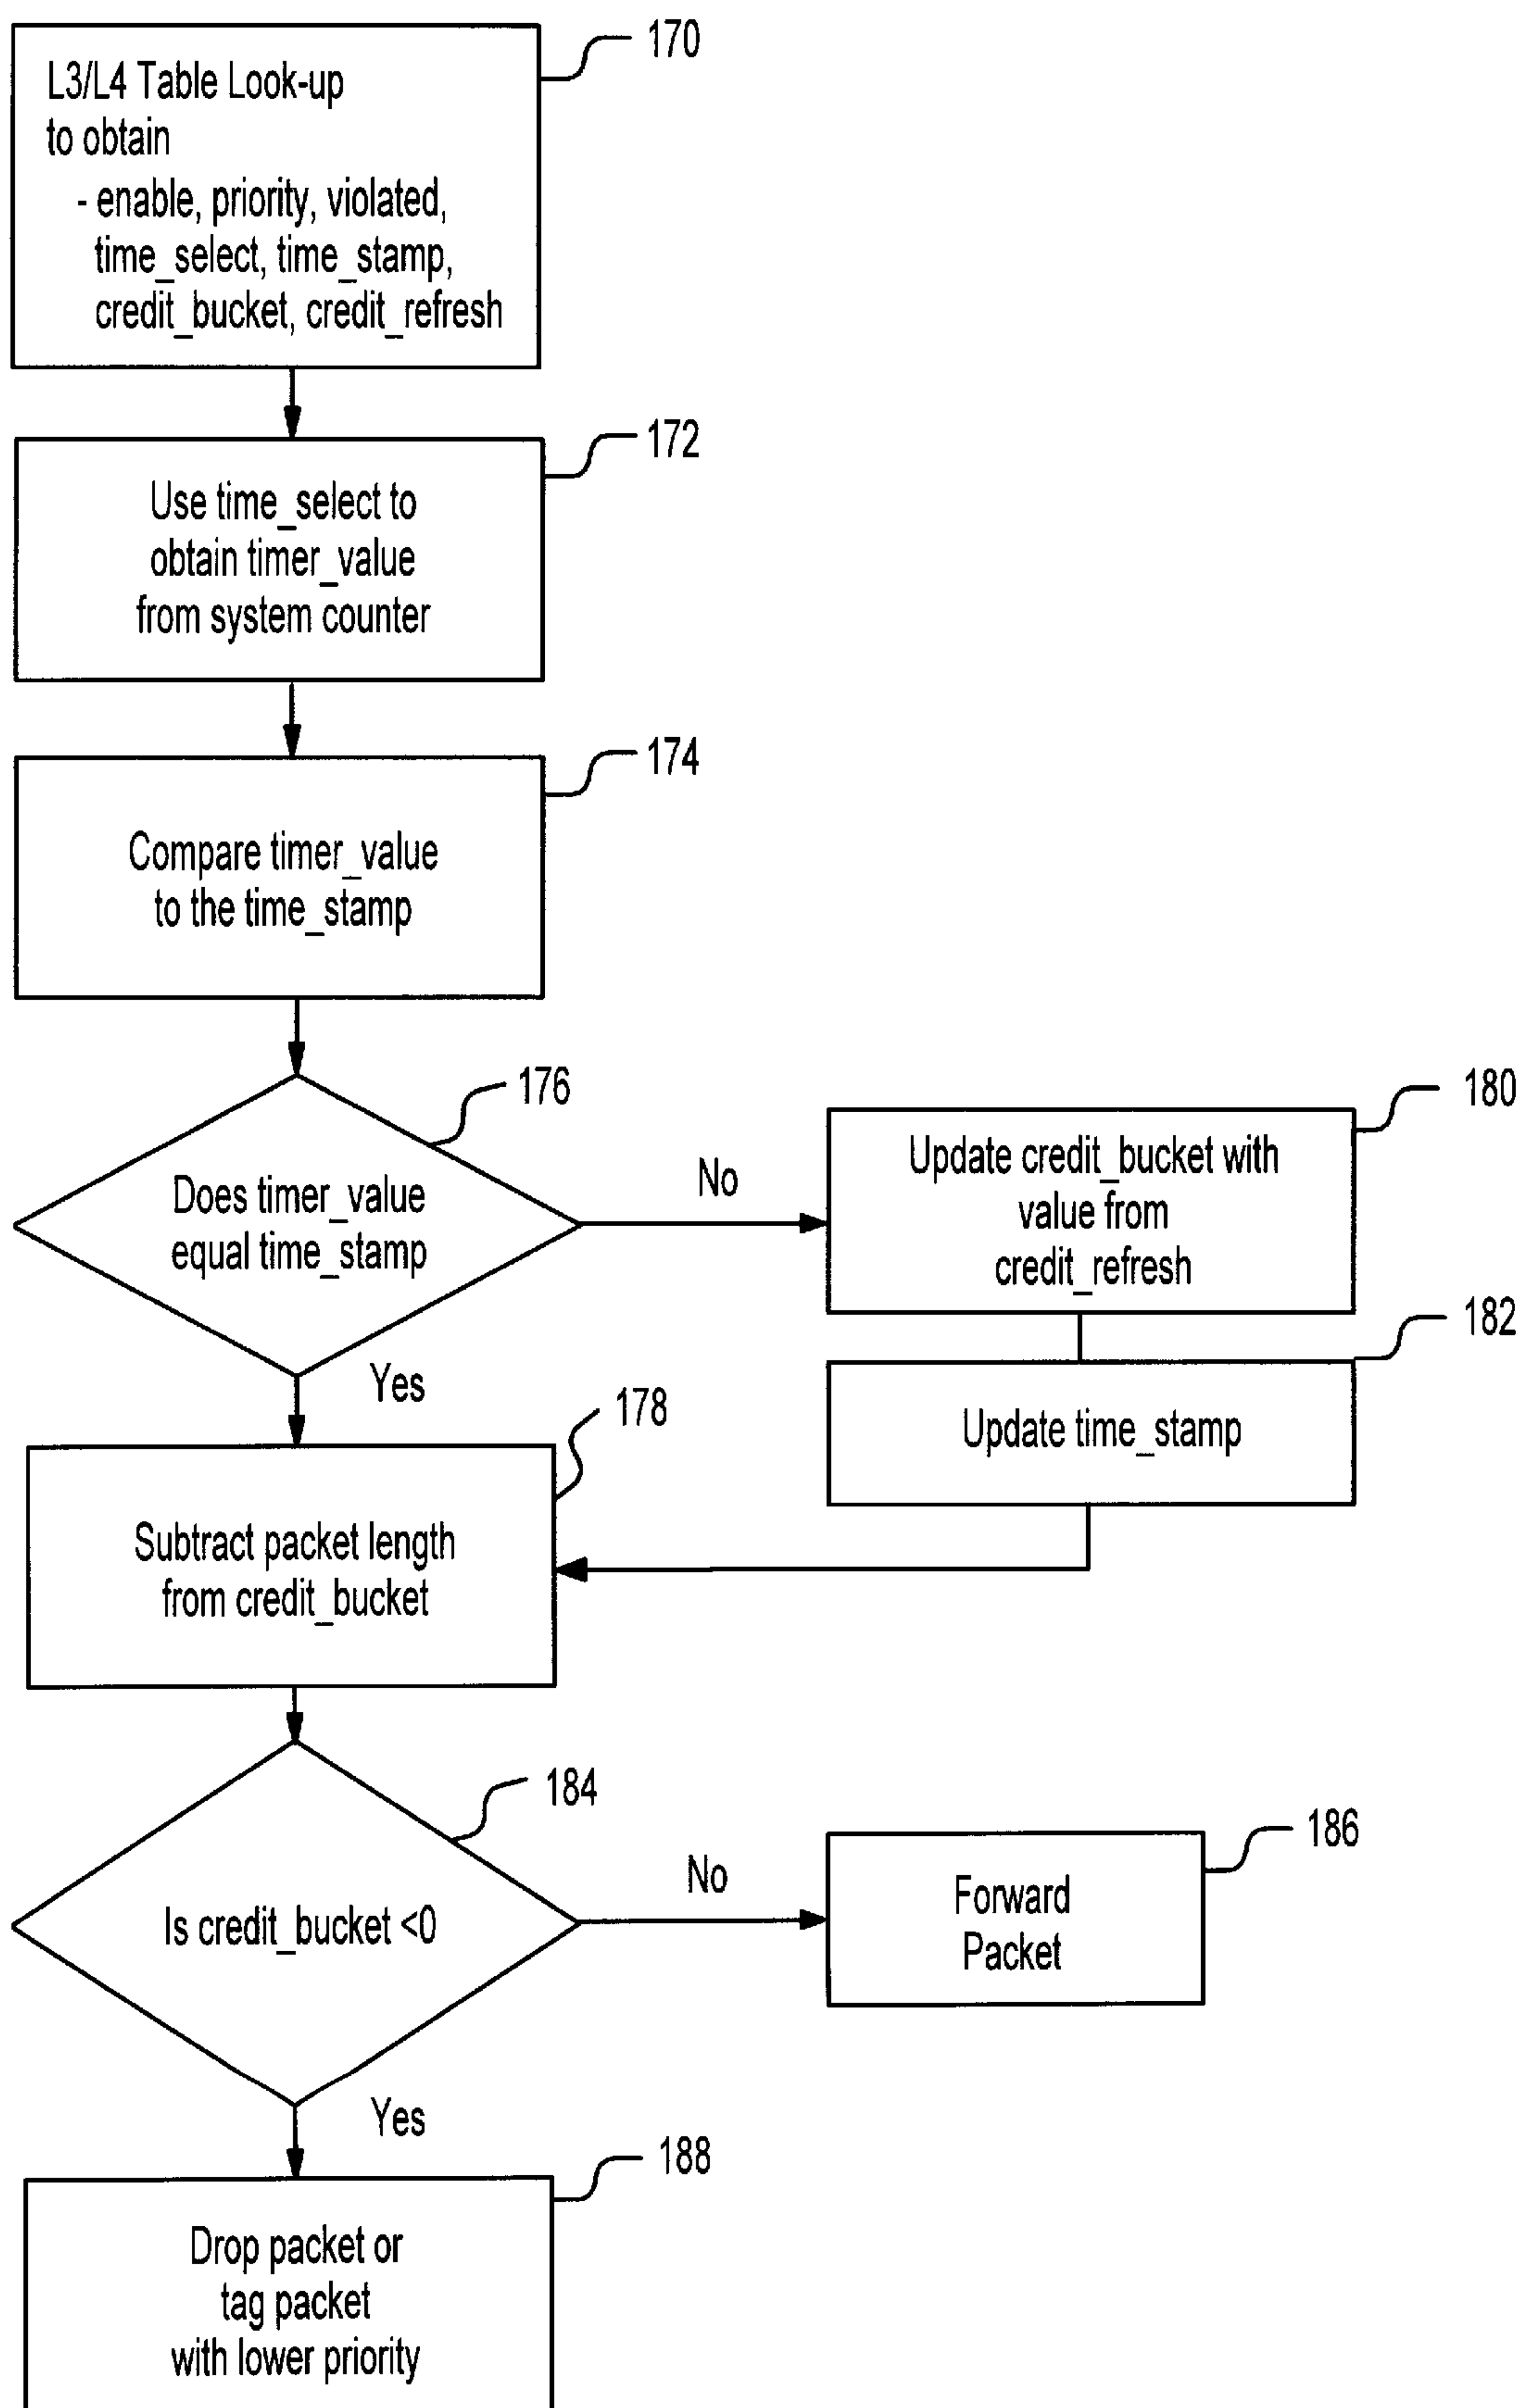 170
L3/L4 Table Look-up
to obtain
- enable, priority, violated,
time_select, time_stamp,
credit_bucket, credit_refresh
172
Use time_select to
obtain timer_value
from system counter
174
Compare timer_value
to the time_stamp
176
Does timer_value
equal time_stamp
No
180
Update credit_bucket with
value from
credit_refresh
182
Update time_stamp
Yes
178
Subtract packet length
from credit_bucket
184
Is credit_bucket <0
No
186
Forward
Packet
Yes
188
Drop packet or
tag packet
with lower priority